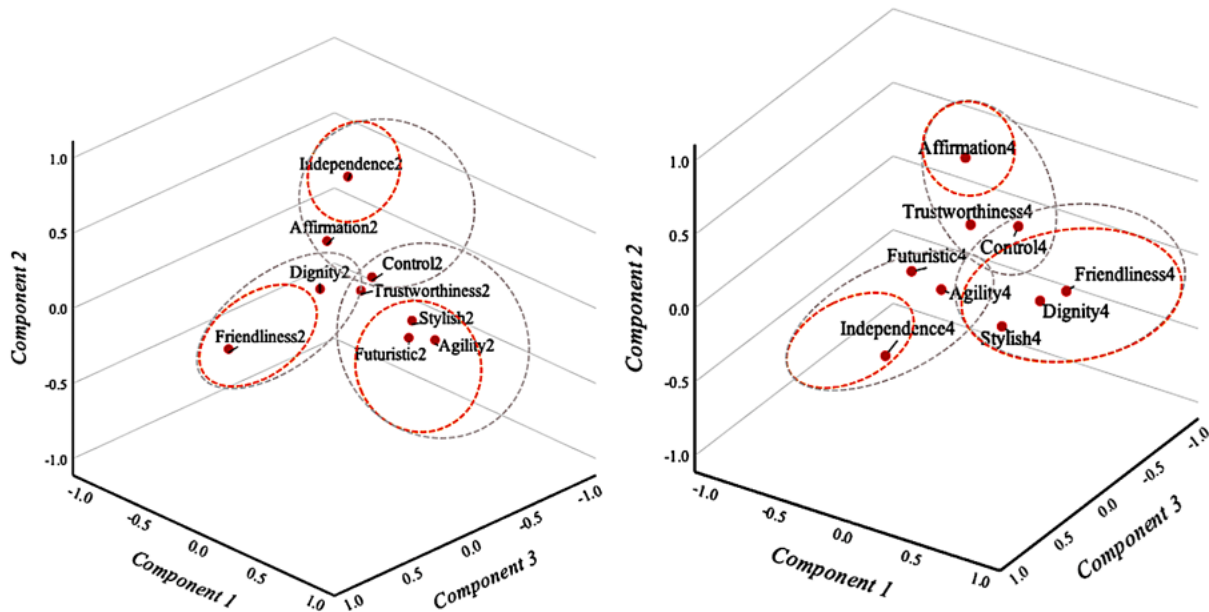 1.0
0.5
0.0
-0.5
-1.0
Component 2
-1.0
-0.5
0.0
0.5
1.0
Component 1
1.0
0.5
0.0
-0.5
-1.0
Component 3
Independence2
Affirmation2
Dignity2
Control2
Trustworthiness2
Stylish2
Friendliness2
Futuristic2
Agility2
1.0
0.5
0.0
-0.5
-1.0
Component 2
-1.0
-0.5
0.0
0.5
1.0
Component 1
1.0
0.5
0.0
-0.5
-1.0
Component 3
Affirmation4
Trustworthiness4
Control4
Futuristic4
Friendliness4
Agility4
Dignity4
Independence4
Stylish4